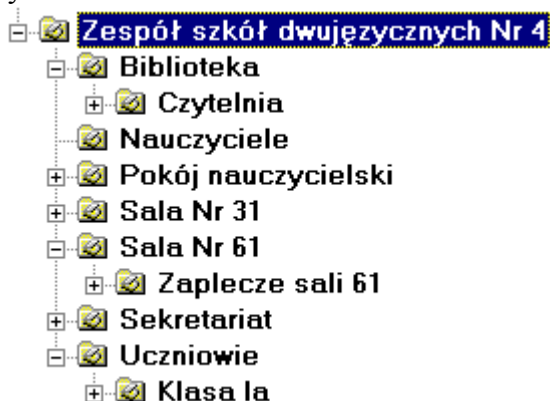 Zespół szkół dwujęzycznych Nr 4
Biblioteka
Czytelnia
Nauczyciele
Pokój nauczycielski
Sala Nr 31
Sala Nr 61
Zaplecze sali 61
Sekretariat
Uczniowie
Klasa Ia